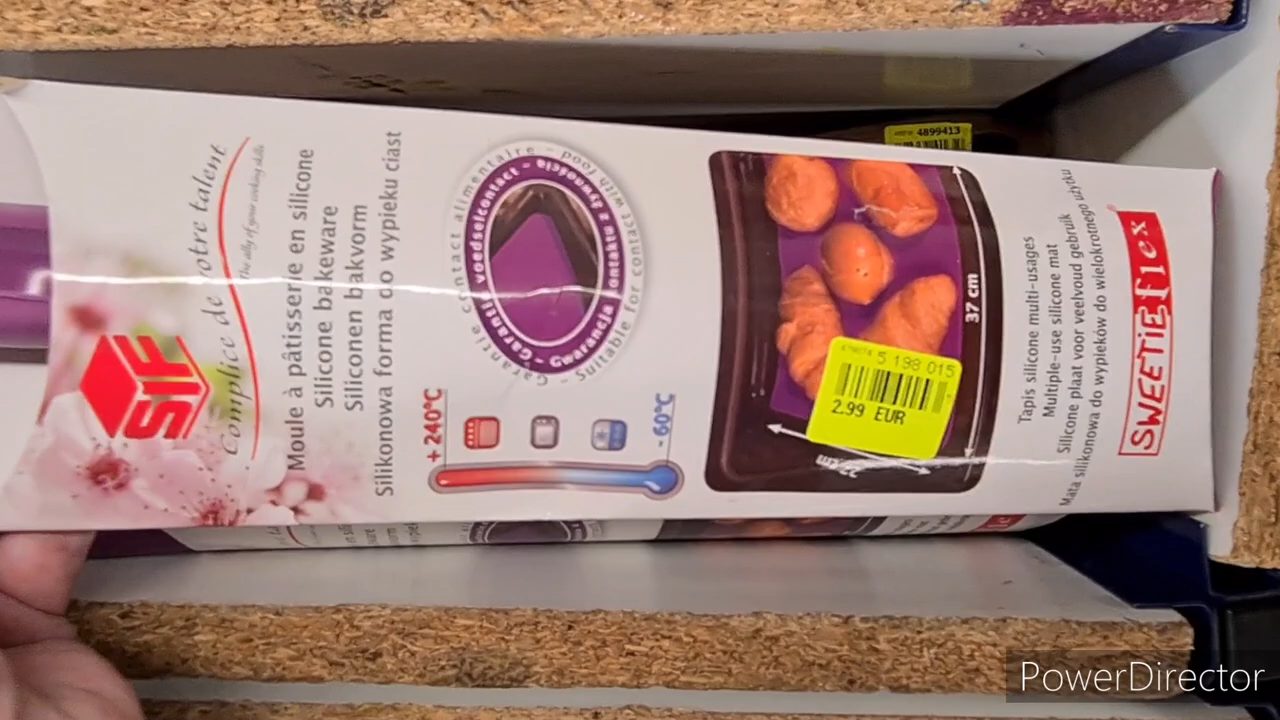 SIF
Complice de votre talent
The ally of your cooking skills
Moule à pâtisserie en silicone
Silicone bakeware
Siliconen bakvorm
Silikonowa forma do wypieku ciast
Garantie contact alimentaire - food
Suitable for contact with
Garantie voedselcontact - Gwarancja kontaktu z żywnością
+240°C
-60°C
37 cm
5 198 015
2.99 EUR
4899413
Tapis silicone multi-usages
Multiple-use silicone mat
Silicone plaat voor veelvoud gebruik
Mata silikonowa do wypieków do wielokrotnego użytku
SWEETIEflex
PowerDirector